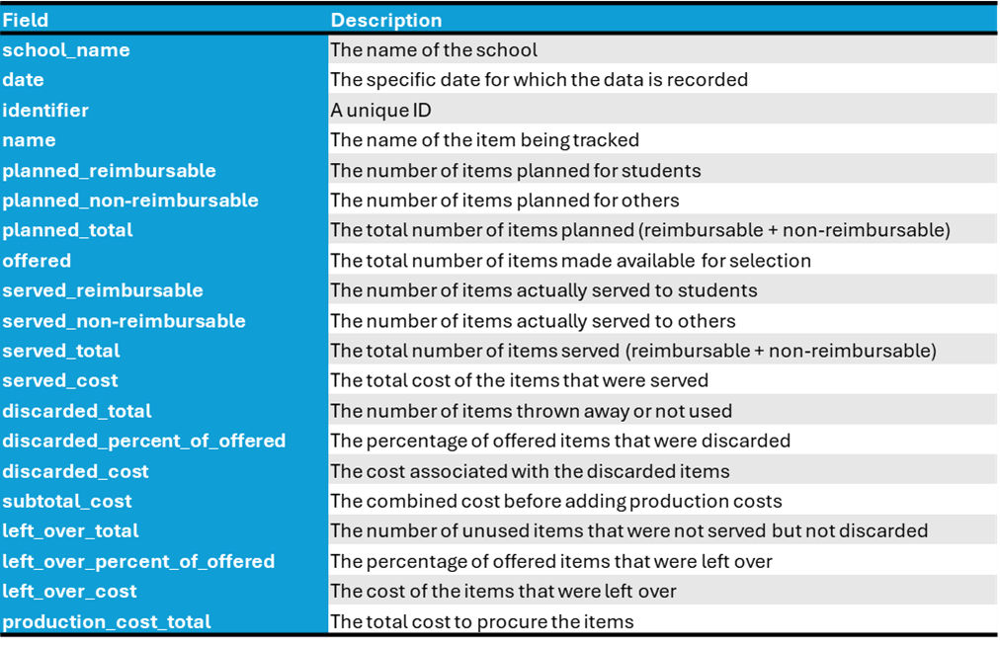 Field Description
school_name The name of the school
date The specific date for which the data is recorded
identifier A unique ID
name The name of the item being tracked
planned_reimbursable The number of items planned for students
planned_non-reimbursable The number of items planned for others
planned_total The total number of items planned (reimbursable + non-reimbursable)
offered The total number of items made available for selection
served_reimbursable The number of items actually served to students
served_non-reimbursable The number of items actually served to others
served_total The total number of items served (reimbursable + non-reimbursable)
served_cost The total cost of the items that were served
discarded_total The number of items thrown away or not used
discarded_percent_of_offered The percentage of offered items that were discarded
discarded_cost The cost associated with the discarded items
subtotal_cost The combined cost before adding production costs
left_over_total The number of unused items that were not served but not discarded
left_over_percent_of_offered The percentage of offered items that were left over
left_over_cost The cost of the items that were left over
production_cost_total The total cost to procure the items